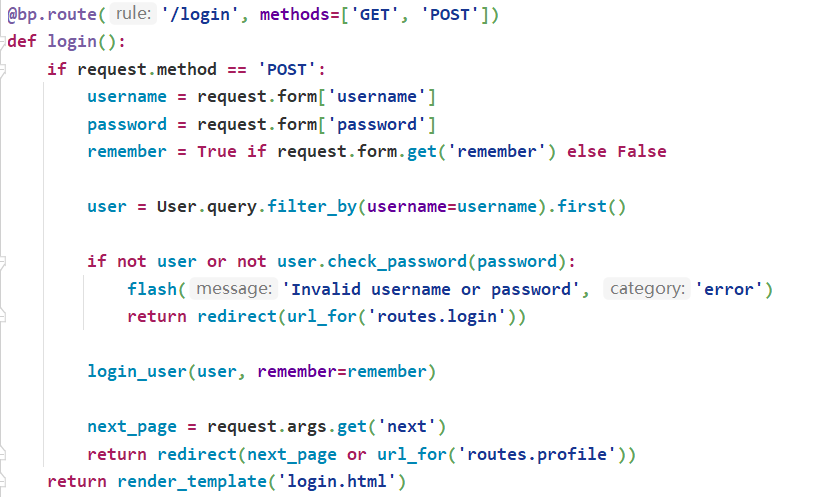 @bp.route( rule: '/login', methods=['GET', 'POST'])
def login():
    if request.method == 'POST':
        username = request.form['username']
        password = request.form['password']
        remember = True if request.form.get('remember') else False
        user = User.query.filter_by(username=username).first()
        if not user or not user.check_password(password):
            flash( message: 'Invalid username or password', category: 'error')
            return redirect(url_for('routes.login'))
        login_user(user, remember=remember)
        next_page = request.args.get('next')
        return redirect(next_page or url_for('routes.profile'))
    return render_template('login.html')